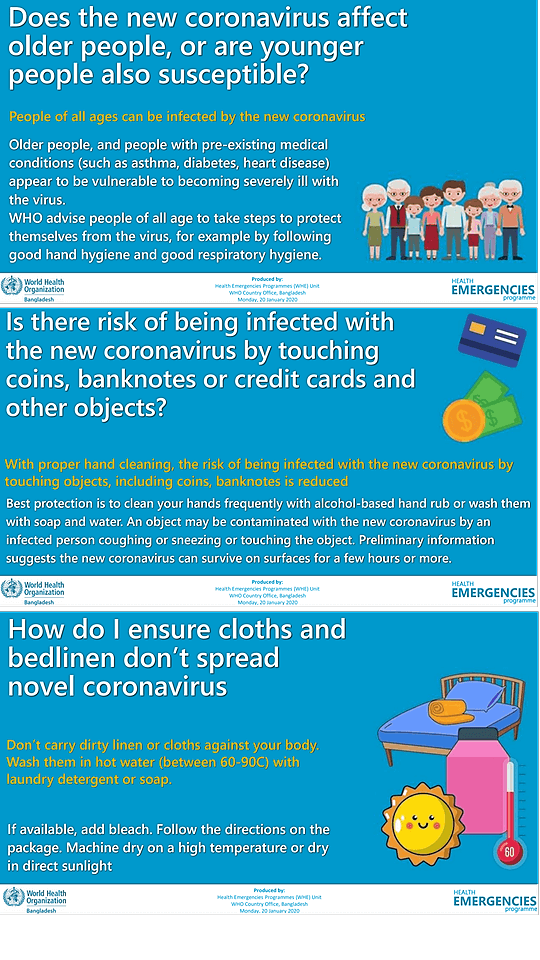 Does the new coronavirus affect
older people, or are younger
people also susceptible?
People of all ages can be infected by the new coronavirus
Older people, and people with pre-existing medical
conditions (such as asthma, diabetes, heart disease)
appear to be vulnerable to becoming severely ill with
the virus.
WHO advise people of all age to take steps to protect
themselves from the virus, for example by following
good hand hygiene and good respiratory hygiene.
World Health
Organization
Bangladesh
Produced by:
Health Emergencies Programmes (WHE) Unit
WHO Country Office, Bangladesh
Monday, 20 January 2020
HEALTH
EMERGENCIES
programme
Is there risk of being infected with
the new coronavirus by touching
coins, banknotes or credit cards and
other objects?
With proper hand cleaning, the risk of being infected with the new coronavirus by
touching objects, including coins, banknotes is reduced
Best protection is to clean your hands frequently with alcohol-based hand rub or wash them
with soap and water. An object may be contaminated with the new coronavirus by an
infected person coughing or sneezing or touching the object. Preliminary information
suggests the new coronavirus can survive on surfaces for a few hours or more.
World Health
Organization
Bangladesh
Produced by:
Health Emergencies Programmes (WHE) Unit
WHO Country Office, Bangladesh
Monday, 20 January 2020
HEALTH
EMERGENCIES
programme
How do I ensure cloths and
bedlinen don't spread
novel coronavirus
Don't carry dirty linen or cloths against your body.
Wash them in hot water (between 60-90C) with
laundry detergent or soap.
If available, add bleach. Follow the directions on the
package. Machine dry on a high temperature or dry
in direct sunlight
60
World Health
Organization
Bangladesh
Produced by:
Health Emergencies Programmes (WHE) Unit
WHO Country Office, Bangladesh
Monday, 20 January 2020
HEALTH
EMERGENCIES
programme